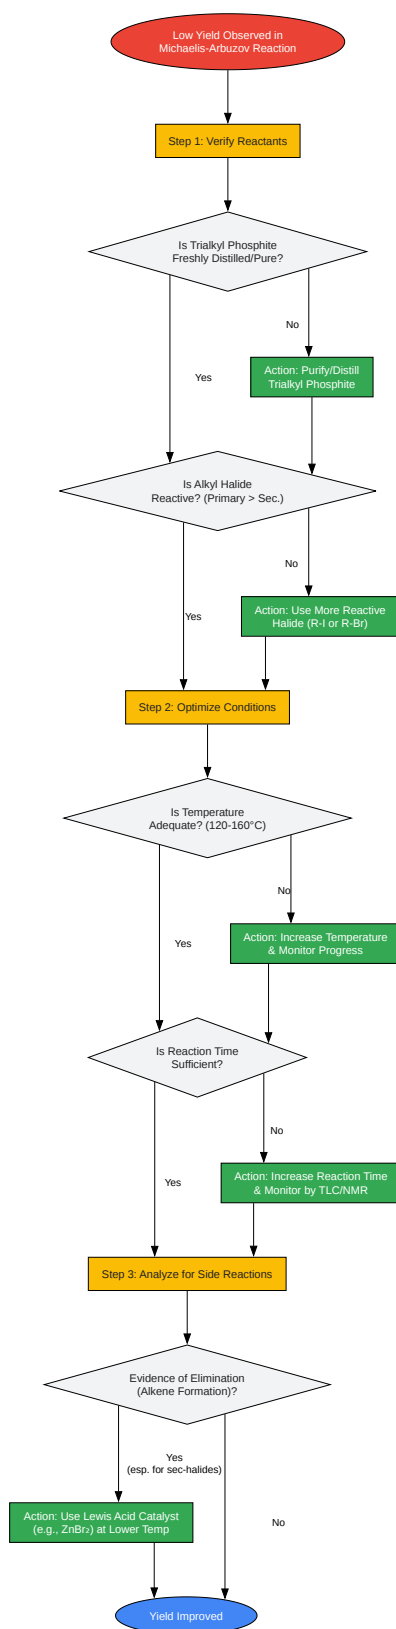 Low Yield Observed in
Michaelis-Arbuzov Reaction
Step 1: Verify Reactants
Is Trialkyl Phosphite
Freshly Distilled/Pure?
No
Yes
Action: Purify/Distill
Trialkyl Phosphite
Is Alkyl Halide
Reactive? (Primary > Sec.)
No
Yes
Action: Use More Reactive
Halide (R-I or R-Br)
Step 2: Optimize Conditions
Is Temperature
Adequate? (120-160°C)
No
Yes
Action: Increase Temperature
& Monitor Progress
Is Reaction Time
Sufficient?
No
Yes
Action: Increase Reaction Time
& Monitor by TLC/NMR
Step 3: Analyze for Side Reactions
Evidence of Elimination
(Alkene Formation)?
Yes
(esp. for sec-halides)
No
Action: Use Lewis Acid Catalyst
(e.g., ZnBr₂) at Lower Temp
Yield Improved